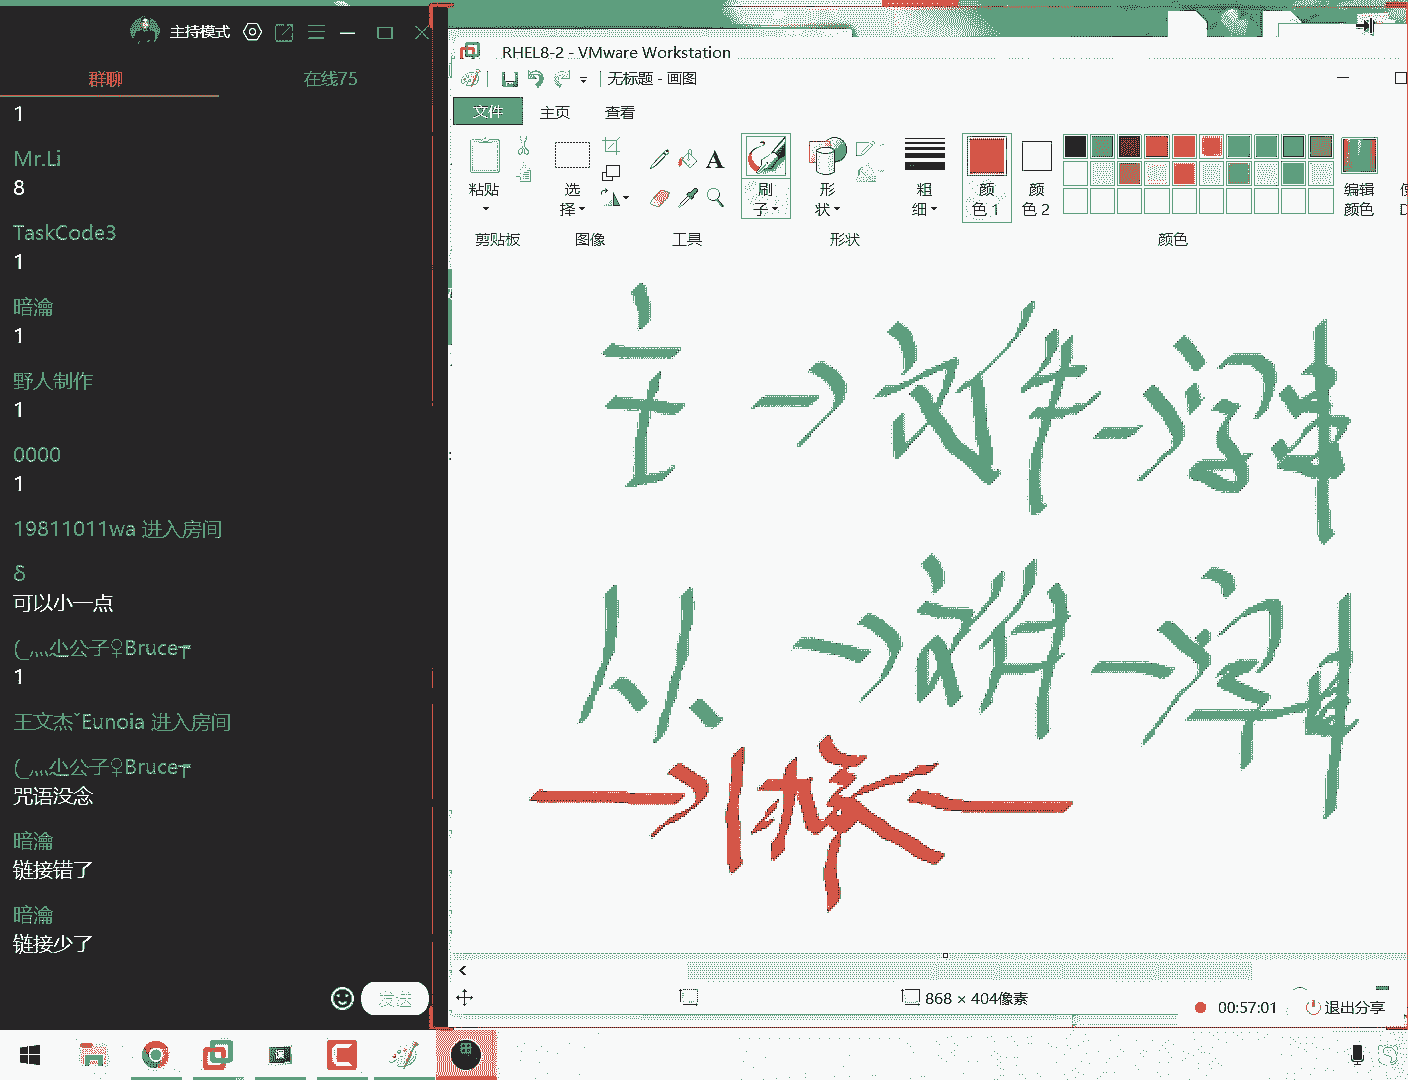 主持模式
群聊
在线75
1
Mr.Li
8
TaskCode3
1
暗瀹
1
野人制作
1
0000
1
19811011wa 进入房间
δ
可以小一点
公子♀Bruce
1
王文杰ˇEunoia 进入房间
公子♀Bruce
咒语没念
暗瀹
链接错了
暗瀹
链接少了
发送
RHEL8-2 - VMware Workstation
无标题 - 画图
文件 主页 查看
粘贴
选择
A
刷子
形状
粗细
颜色 1
颜色 2
编辑颜色
剪贴板 图像 工具 形状 颜色
主 → 文件 → 字串
从 → 文件 → 字串
868 × 404像素
00:57:01
退出分享